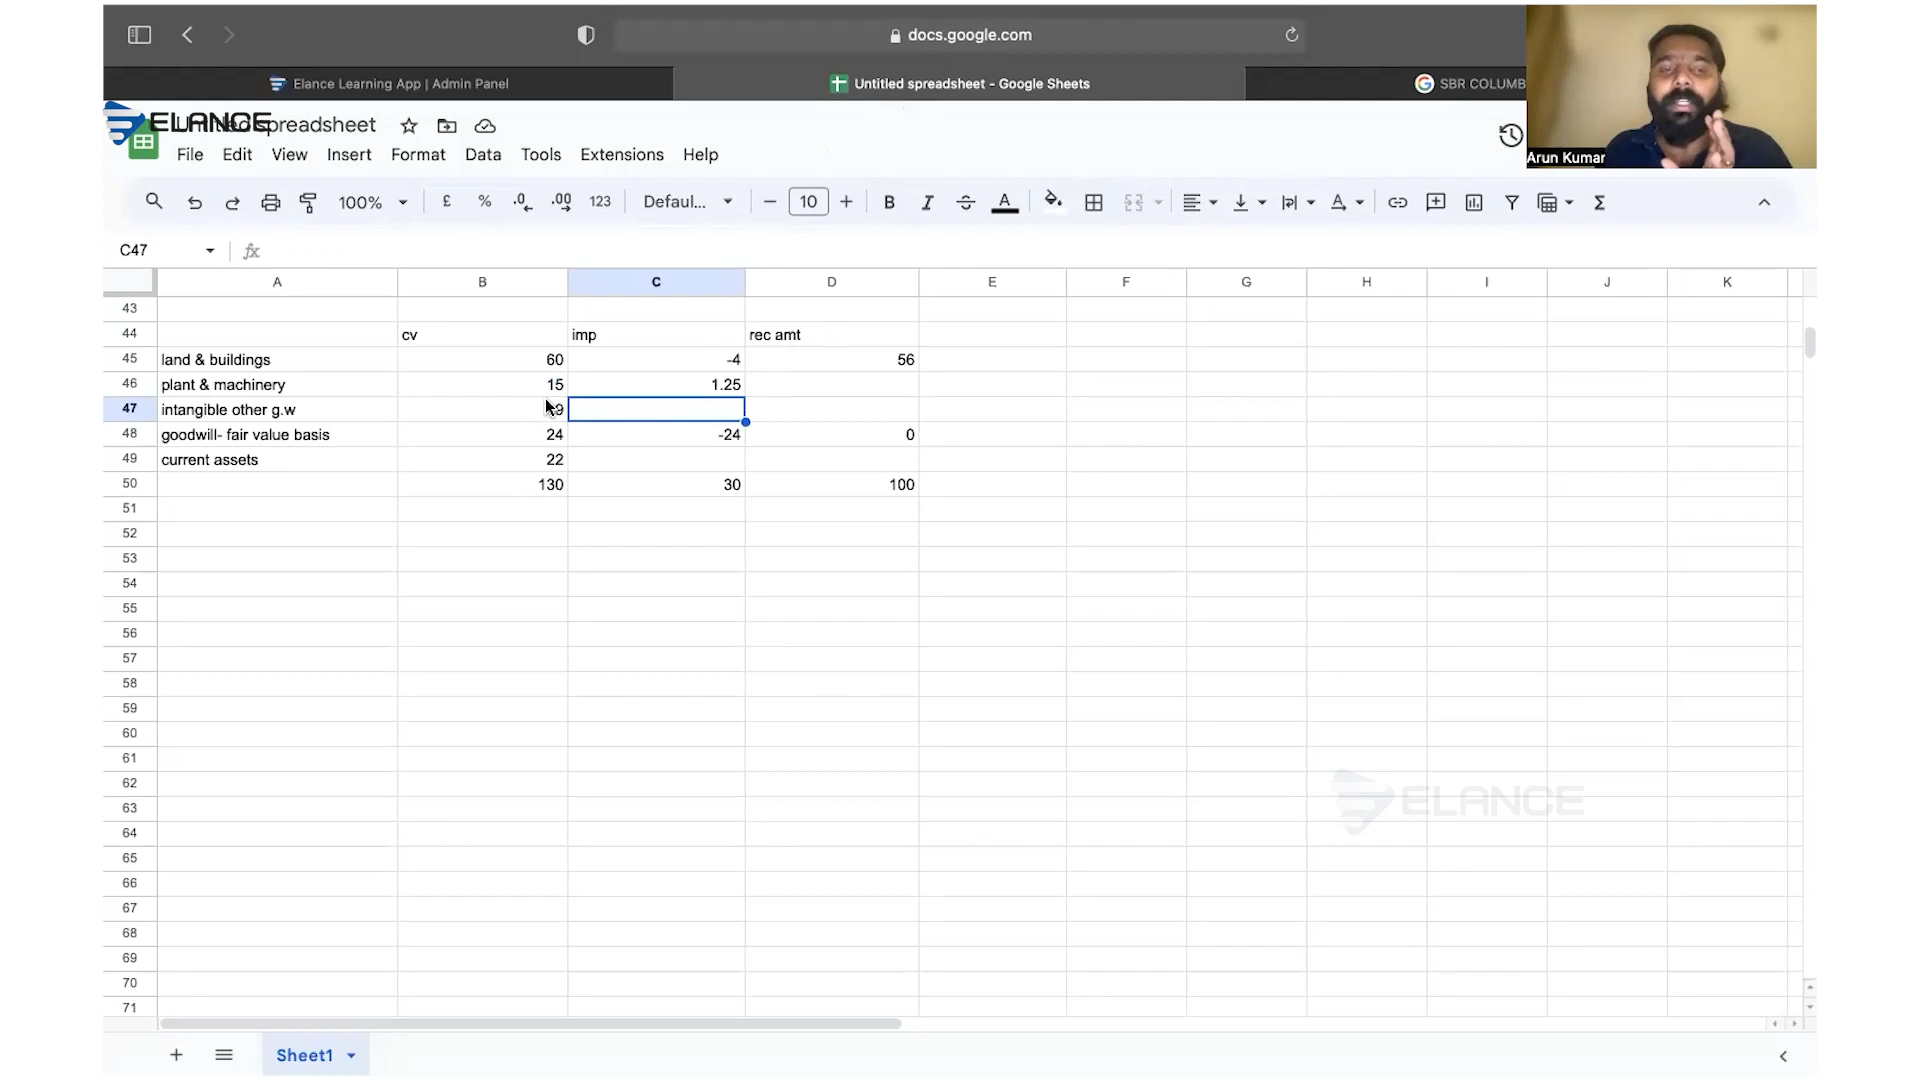 docs.google.com
Elance Learning App | Admin Panel
Untitled spreadsheet - Google Sheets
SBR COLUMB
Arun Kumar
ELANCE
spreadsheet
File Edit View Insert Format Data Tools Extensions Help
100% £ % .0 .00 123 Defaul... 10 B I A Σ
C47 fx
A B C D E F G H I J K
43
44 cv imp rec amt
45 land & buildings 60 -4 56
46 plant & machinery 15 1.25
47 intangible other g.w
48 goodwill- fair value basis 24 -24 0
49 current assets 22
50 130 30 100
51
52
53
54
55
56
57
58
59
60
61
62
63
64
65
66
67
68
69
70
71
ELANCE
Sheet1